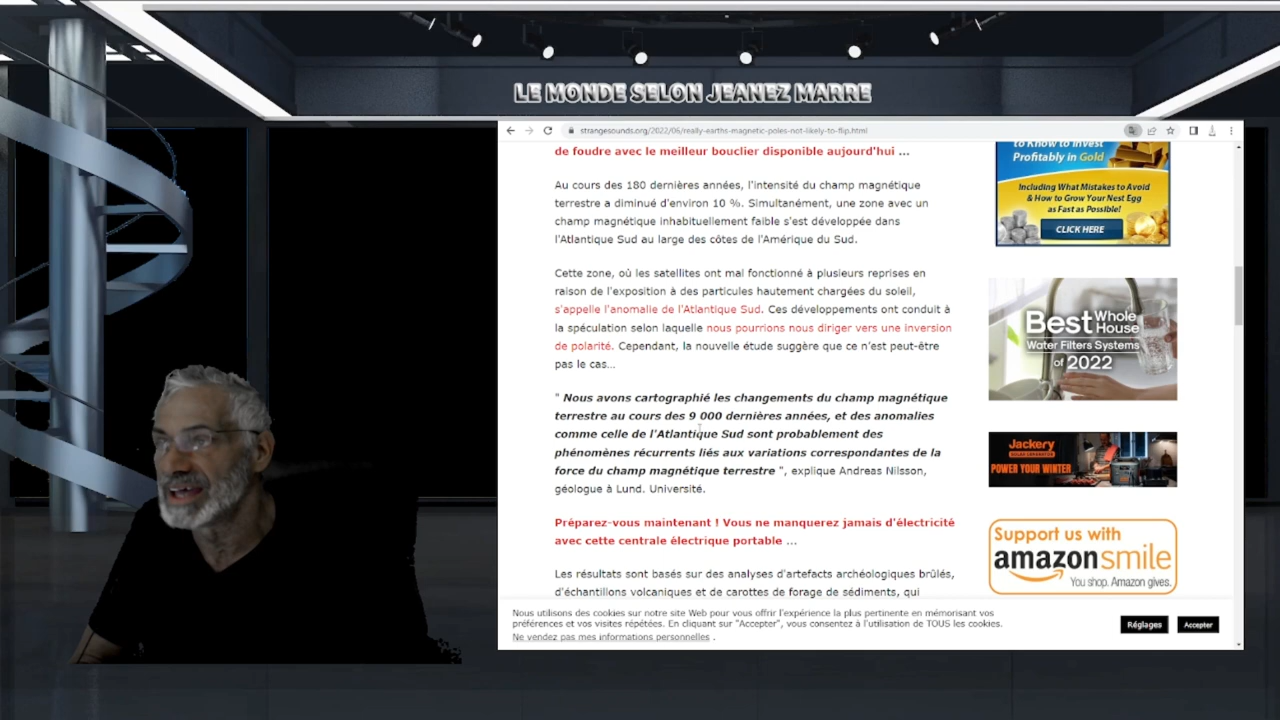 LE MONDE SELON JEANEZ MARRE
strangesounds.org/2022/06/really-earths-magnetic-poles-not-likely-to-flip.html
de foudre avec le meilleur bouclier disponible aujourd'hui ...
Au cours des 180 dernières années, l'intensité du champ magnétique
terrestre a diminué d'environ 10 %. Simultanément, une zone avec un
champ magnétique inhabituellement faible s'est développée dans
l'Atlantique Sud au large des côtes de l'Amérique du Sud.
Cette zone, où les satellites ont mal fonctionné à plusieurs reprises en
raison de l'exposition à des particules hautement chargées du soleil,
s'appelle l'anomalie de l'Atlantique Sud. Ces développements ont conduit à
la spéculation selon laquelle nous pourrions nous diriger vers une inversion
de polarité. Cependant, la nouvelle étude suggère que ce n'est peut-être
pas le cas...
" Nous avons cartographié les changements du champ magnétique
terrestre au cours des 9 000 dernières années, et des anomalies
comme celle de l'Atlantique Sud sont probablement des
phénomènes récurrents liés aux variations correspondantes de la
force du champ magnétique terrestre ", explique Andreas Nilsson,
géologue à Lund. Université.
Préparez-vous maintenant ! Vous ne manquerez jamais d'électricité
avec cette centrale électrique portable ...
Les résultats sont basés sur des analyses d'artefacts archéologiques brûlés,
d'échantillons volcaniques et de carottes de forage de sédiments, qui
to Know to Invest
Profitably in Gold
Including What Mistakes to Avoid
& How to Grow Your Nest Egg
as Fast as Possible!
CLICK HERE
Best Whole House
Water Filters Systems
of 2022
Jackery
POWER YOUR WINTER
Support us with
amazonsmile
You shop. Amazon gives.
Nous utilisons des cookies sur notre site Web pour vous offrir l'expérience la plus pertinente en mémorisant vos
préférences et vos visites répétées. En cliquant sur "Accepter", vous consentez à l'utilisation de TOUS les cookies.
Ne vendez pas mes informations personnelles .
Réglages
Accepter